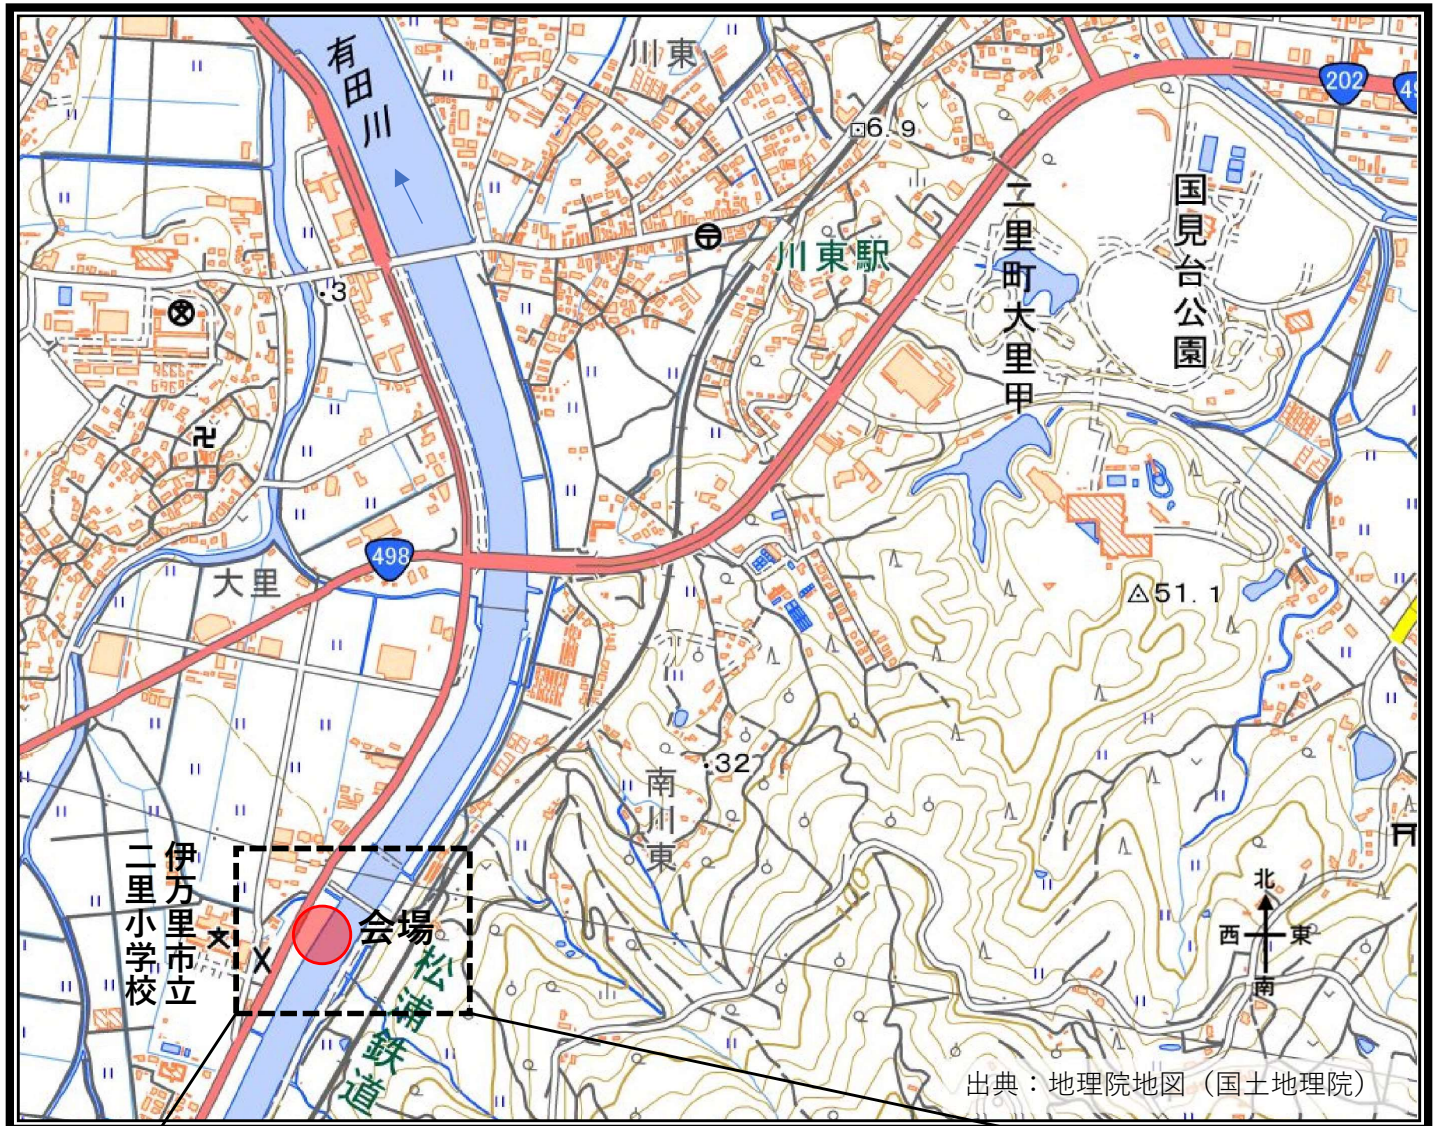 有田川
川東
202
49
6.9
二里町大里甲
国見台公園
川東駅
3
498
大里
51.1
32
南川東
100
伊万里市立
二里小学校
会場
松浦鉄道
北
西
東
南
出典：地理院地図（国土地理院）